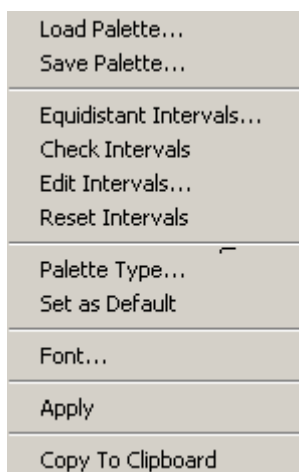 Load Palette...
Save Palette...
Equidistant Intervals...
Check Intervals
Edit Intervals...
Reset Intervals
Palette Type...
Set as Default
Font...
Apply
Copy To Clipboard